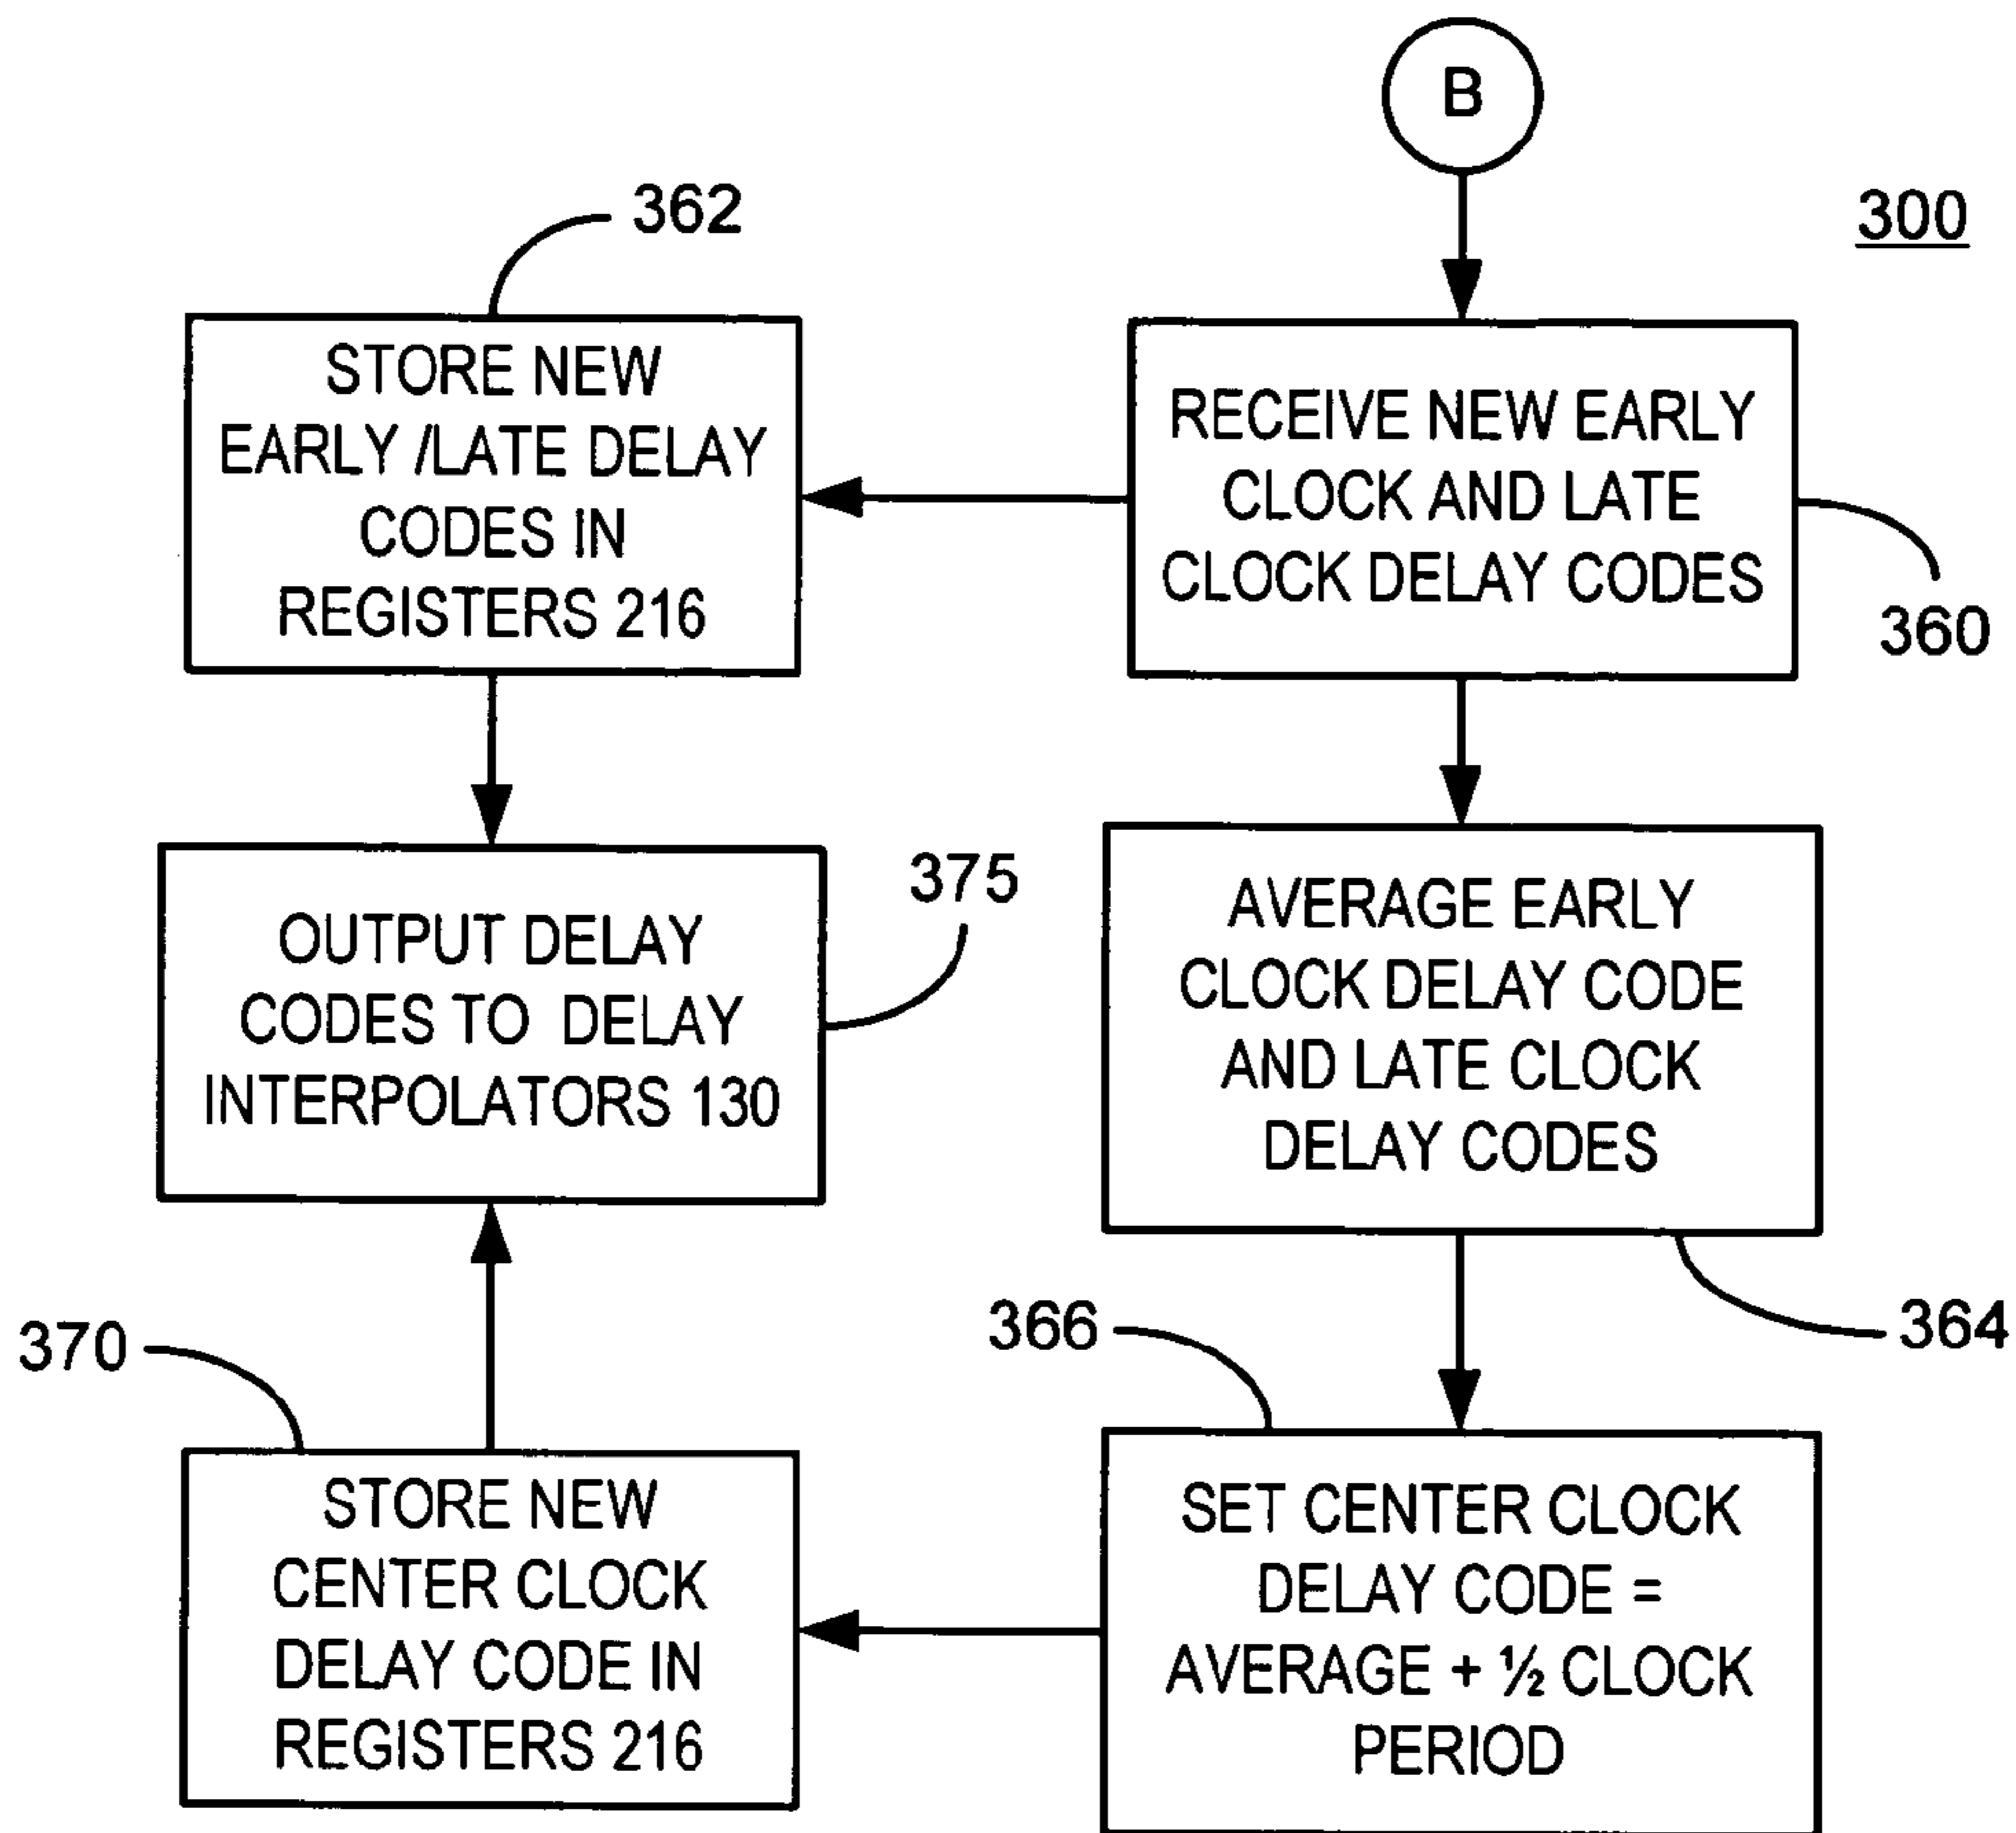 B
300
362
STORE NEW
EARLY /LATE DELAY
CODES IN
REGISTERS 216
RECEIVE NEW EARLY
CLOCK AND LATE
CLOCK DELAY CODES
360
OUTPUT DELAY
CODES TO DELAY
INTERPOLATORS 130
375
AVERAGE EARLY
CLOCK DELAY CODE
AND LATE CLOCK
DELAY CODES
364
370
STORE NEW
CENTER CLOCK
DELAY CODE IN
REGISTERS 216
366
SET CENTER CLOCK
DELAY CODE =
AVERAGE + ½ CLOCK
PERIOD